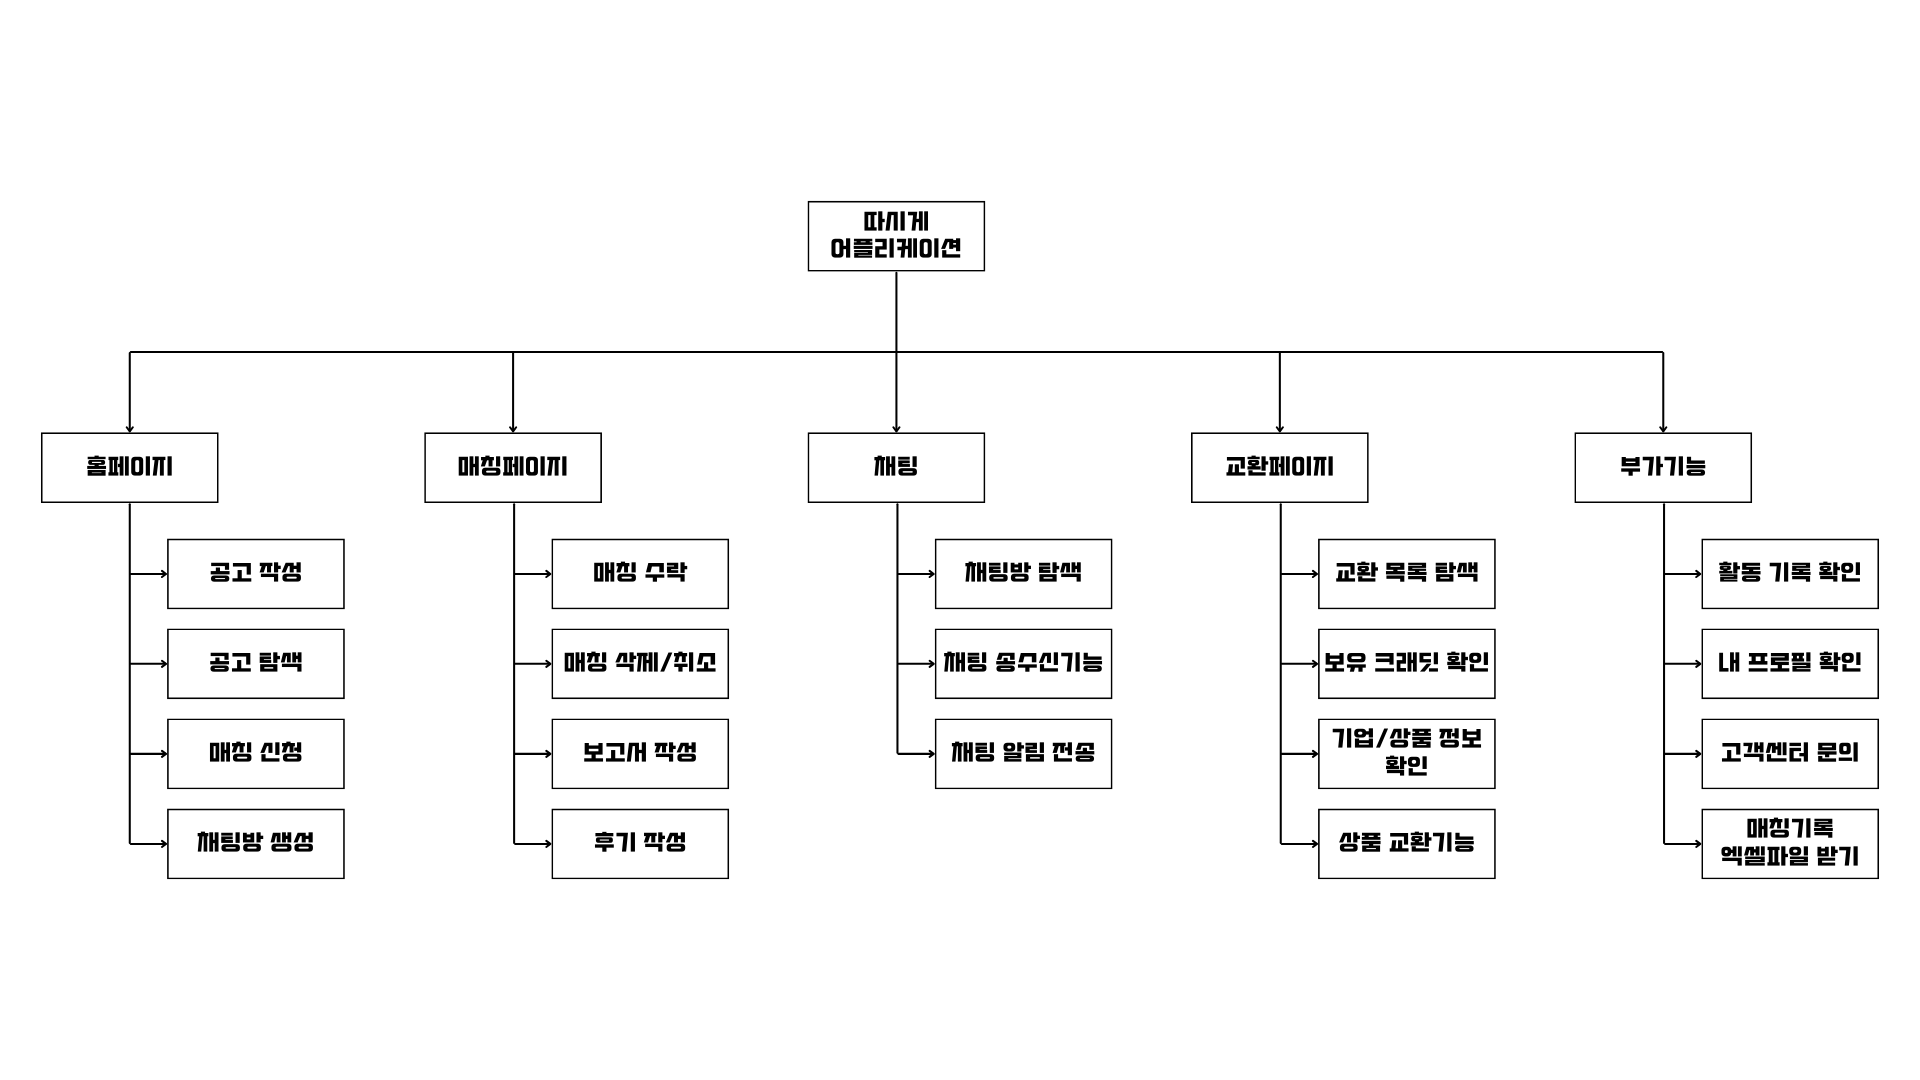 따시게
어플리케이션
홈페이지
매칭페이지
채팅
교환페이지
부가기능
공고 작성
공고 탐색
매칭 신청
채팅방 생성
매칭 수락
매칭 삭제/취소
보고서 작성
후기 작성
채팅방 탐색
채팅 송수신기능
채팅 알림 전송
교환 목록 탐색
보유 크래딧 확인
기업/상품 정보
확인
상품 교환기능
활동 기록 확인
내 프로필 확인
고객센터 문의
매칭기록
엑셀파일 받기